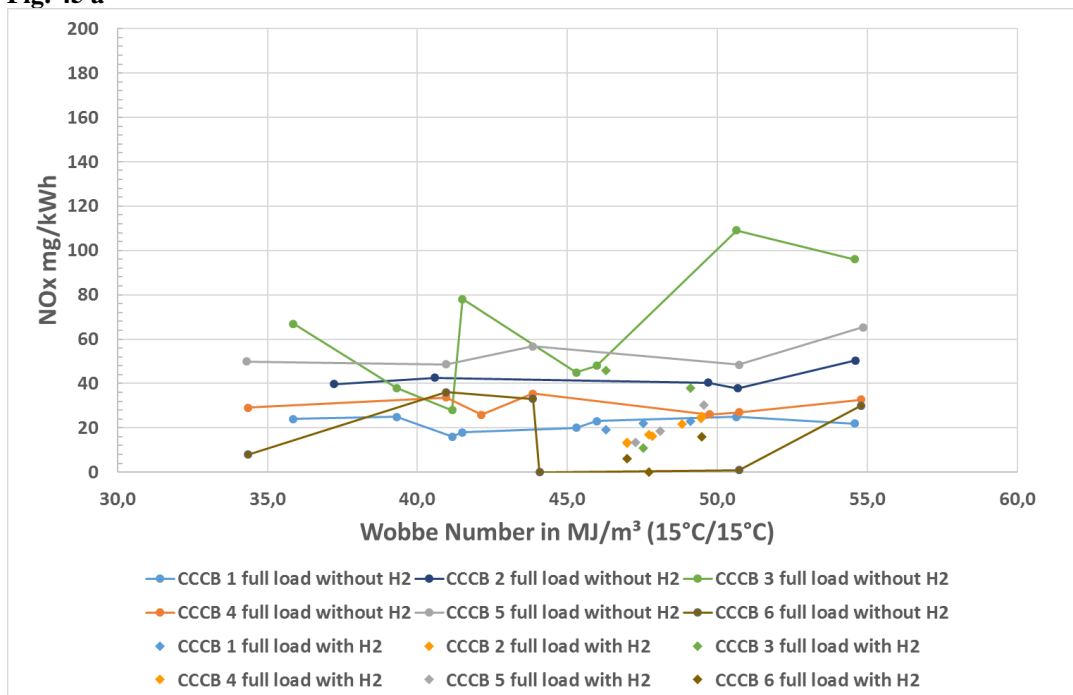 Fig. 45 a
200
180
160
140
120
100
80
60
40
20
0
NOx mg/kWh
30,0 35,0 40,0 45,0 50,0 55,0 60,0
Wobbe Number in MJ/m³ (15°C/15°C)
CCCB 1 full load without H2 CCCB 2 full load without H2 CCCB 3 full load without H2
CCCB 4 full load without H2 CCCB 5 full load without H2 CCCB 6 full load without H2
CCCB 1 full load with H2 CCCB 2 full load with H2 CCCB 3 full load with H2
CCCB 4 full load with H2 CCCB 5 full load with H2 CCCB 6 full load with H2